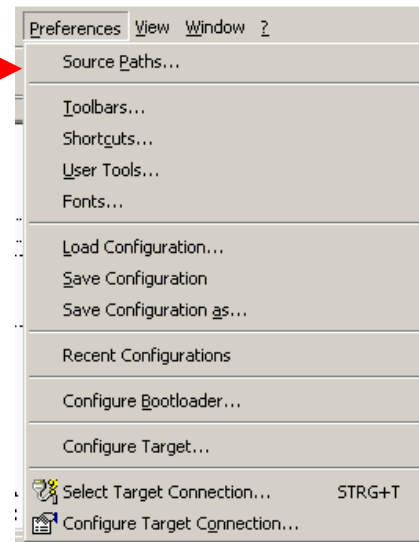 Preferences View Window ?
Source Paths...
Toolbars...
Shortcuts...
User Tools...
Fonts...
Load Configuration...
Save Configuration
Save Configuration as...
Recent Configurations
Configure Bootloader...
Configure Target...
Select Target Connection... STRG+T
Configure Target Connection...